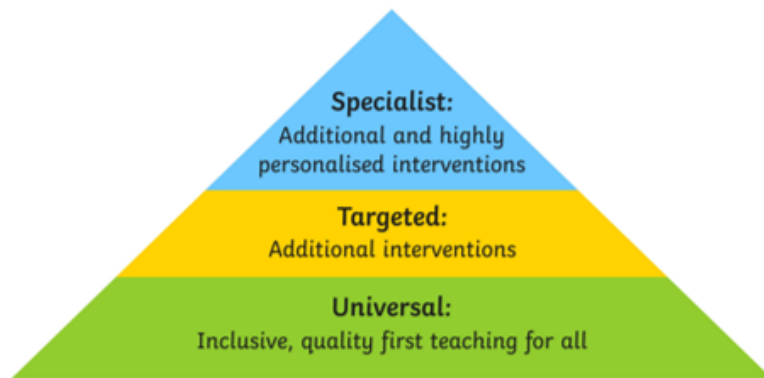 Specialist:
Additional and highly
personalised interventions
Targeted:
Additional interventions
Universal:
Inclusive, quality first teaching for all